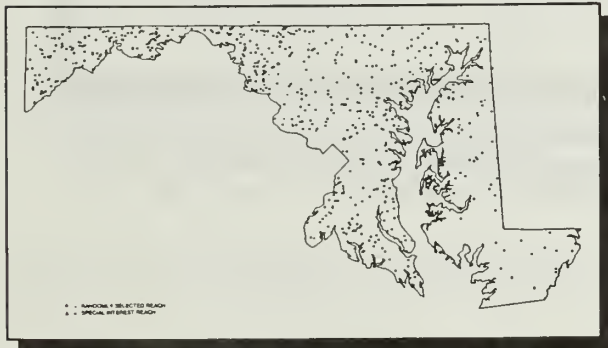 • - RANDOMLY SELECTED REACH
▵ - SPECIAL INTEREST REACH